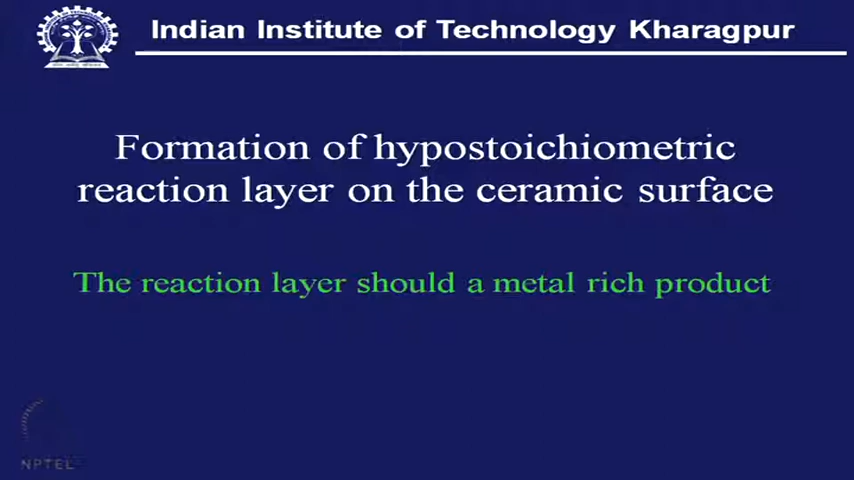 Indian Institute of Technology Kharagpur
Formation of hypostoichiometric
reaction layer on the ceramic surface
The reaction layer should a metal rich product
NPTEL